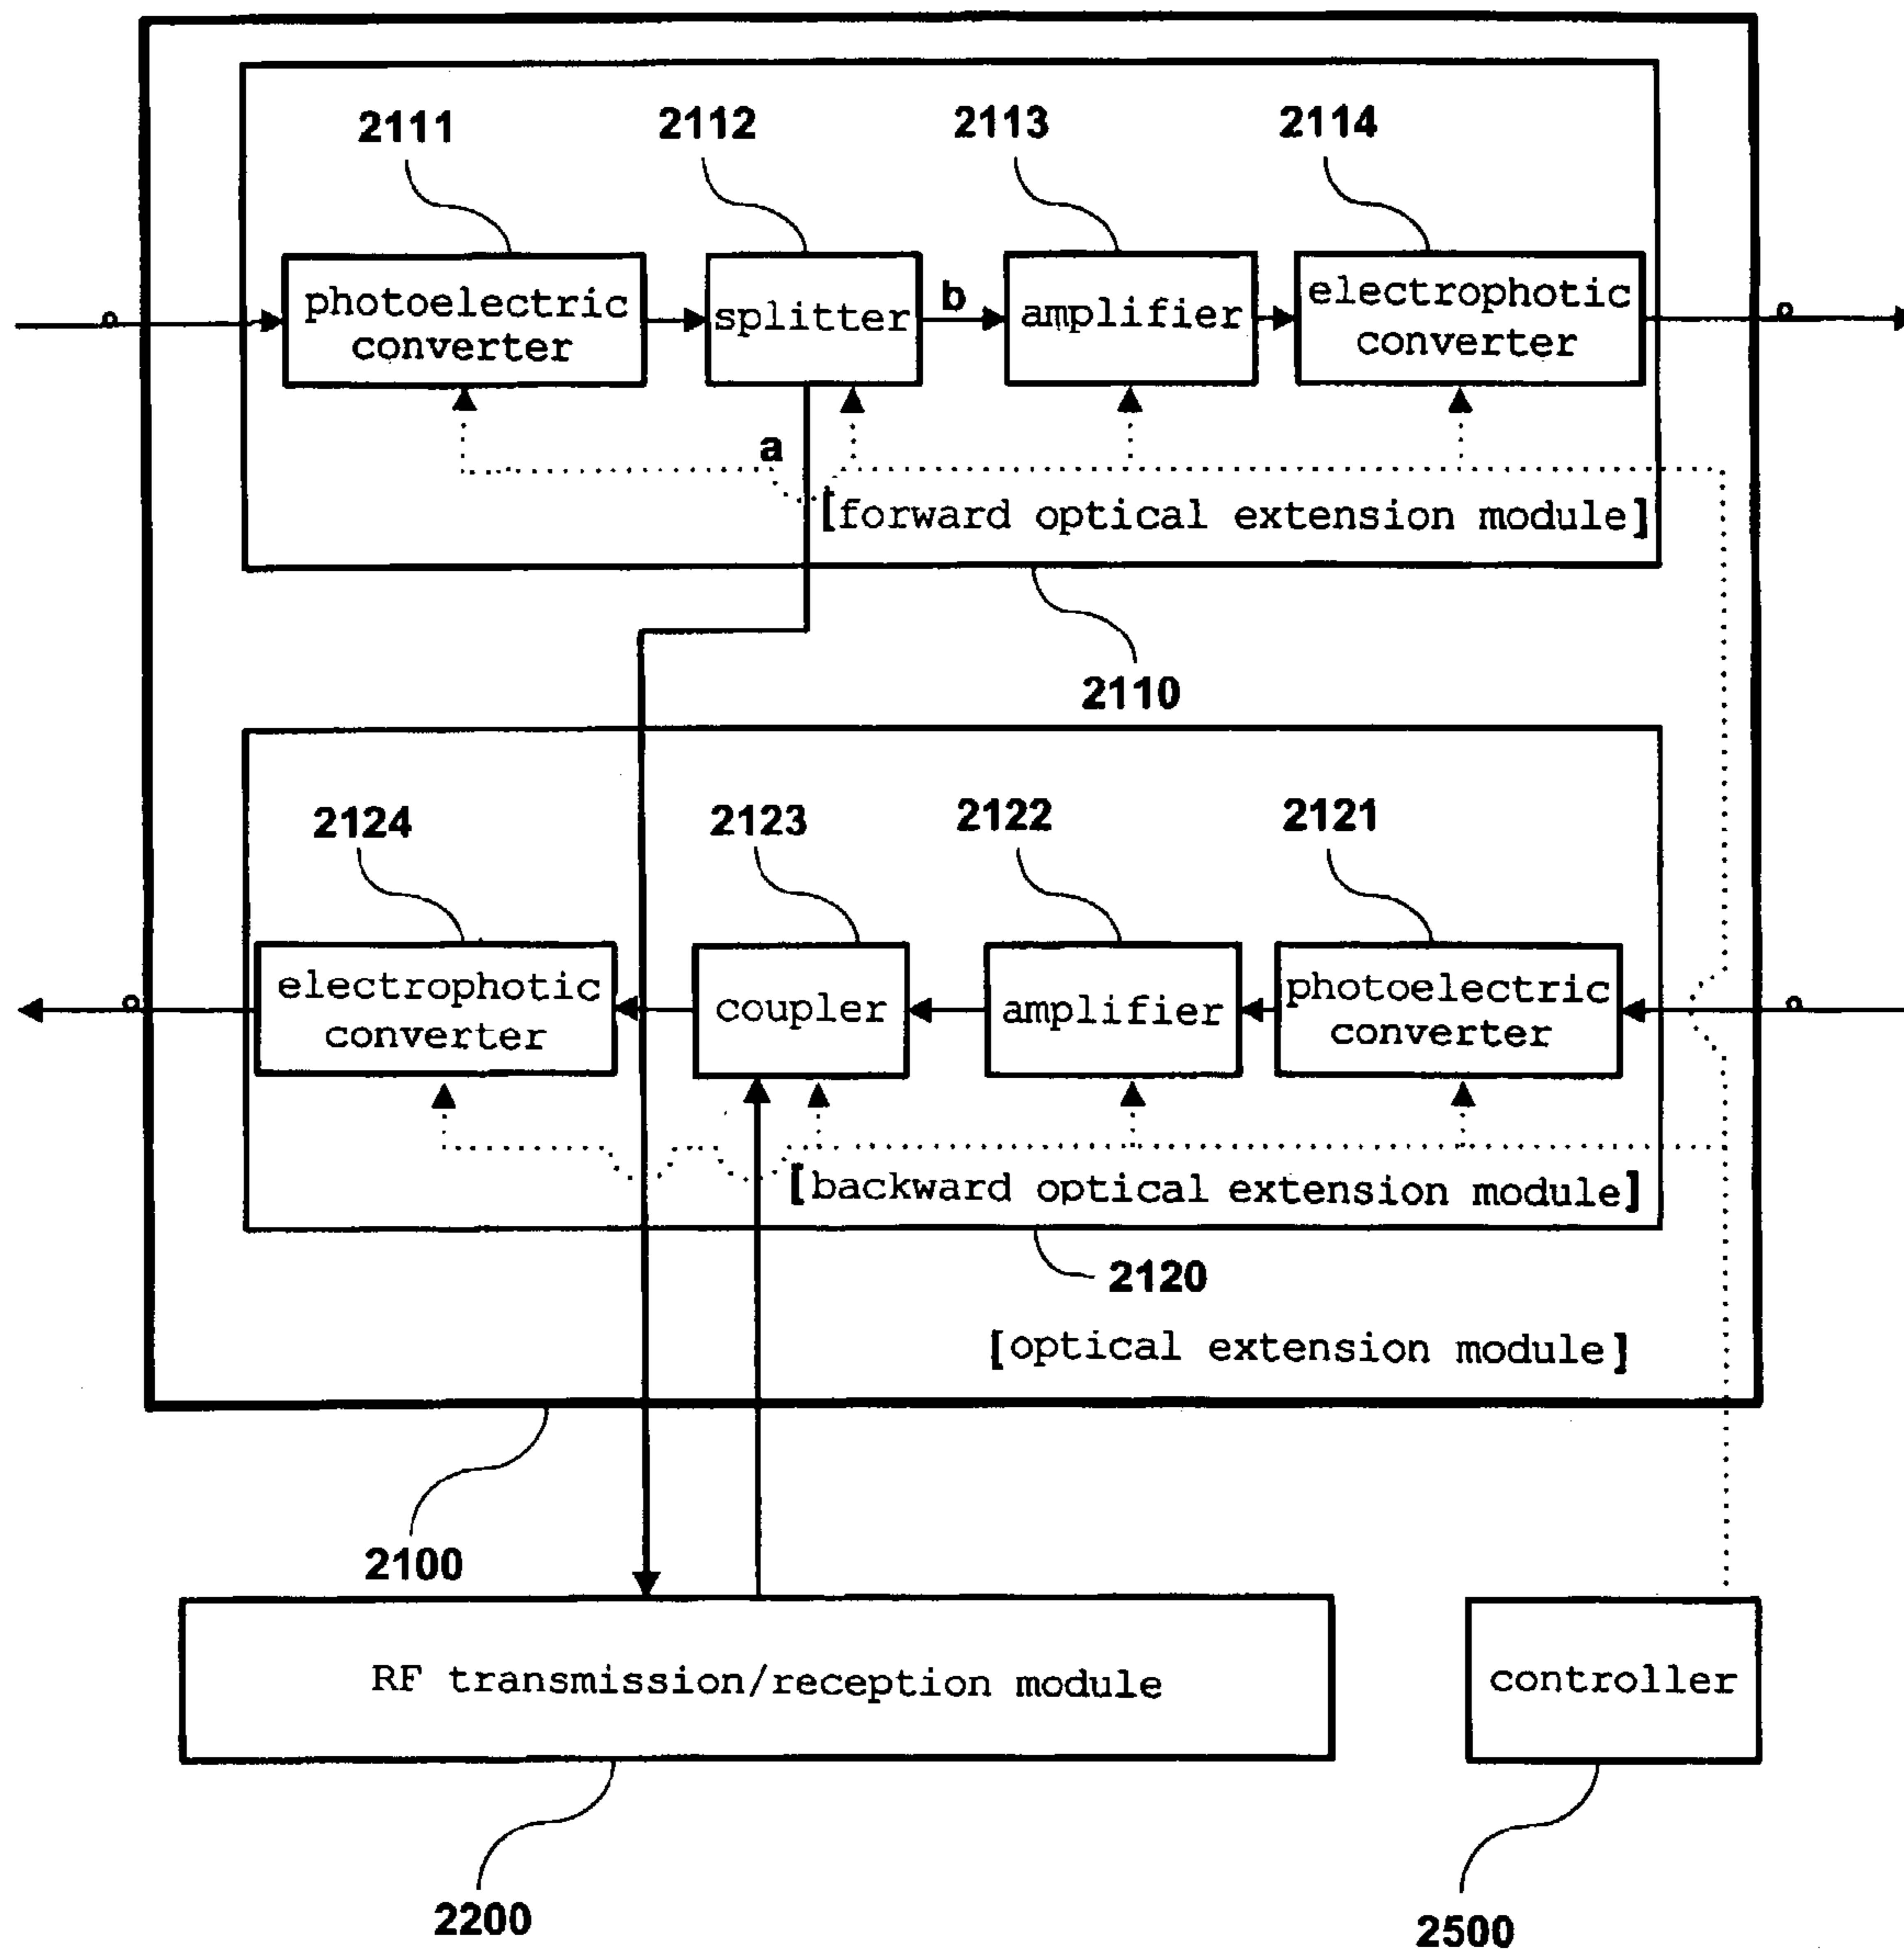 2111 2112 2113 2114
photoelectric
converter
splitter
b
amplifier
electrophotic
converter
a
[forward optical extension module]
2110
2124 2123 2122 2121
electrophotic
converter
coupler
amplifier
photoelectric
converter
[backward optical extension module]
2120
[optical extension module]
2100
RF transmission/reception module
controller
2200
2500